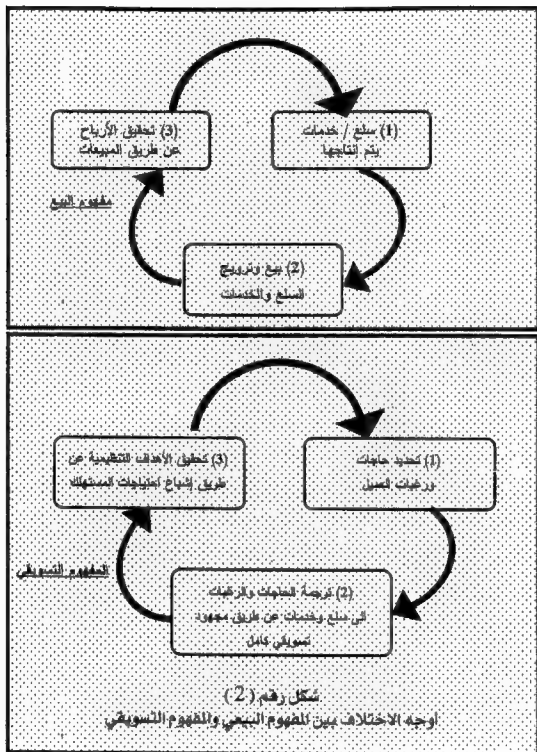 (1) سلع / خدمات
يتم انتاجها
(2) بيع وترويج
السلع والخدمات
(3) تحقيق الأرباح
عن طريق المبيعات
مفهوم البيع
(1) تحديد حاجات
ورغبات العميل
(2) ترجمة الحاجات والرغبات
الى سلع وخدمات عن طريق مجهود
تسويقي كامل
(3) تحقيق الأهداف التنظيمية عن
طريق إشباع احتياجات المستهلك
المفهوم التسويقي
شكل رقم ( 2 )
أوجه الاختلاف بين المفهوم البيعي والمفهوم التسويقي